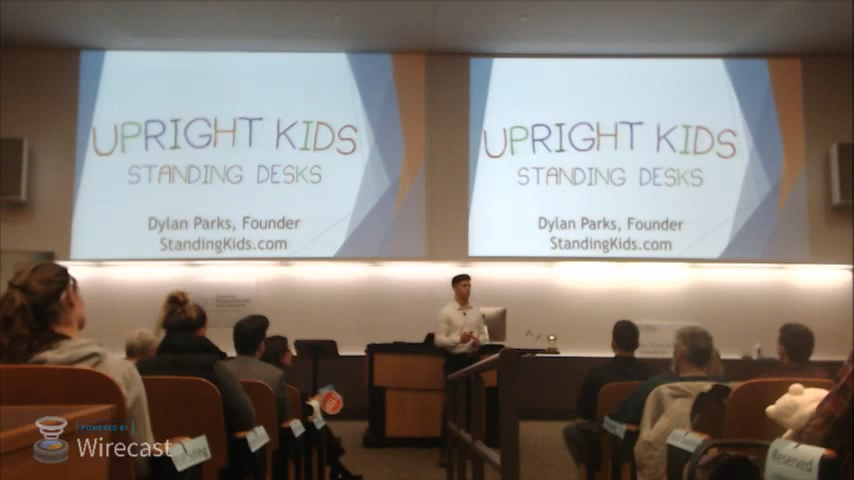 UPRIGHT KIDS
STANDING DESKS
Dylan Parks, Founder
StandingKids.com
UPRIGHT KIDS
STANDING DESKS
Dylan Parks, Founder
StandingKids.com
POWERED BY
Wirecast
Reserved